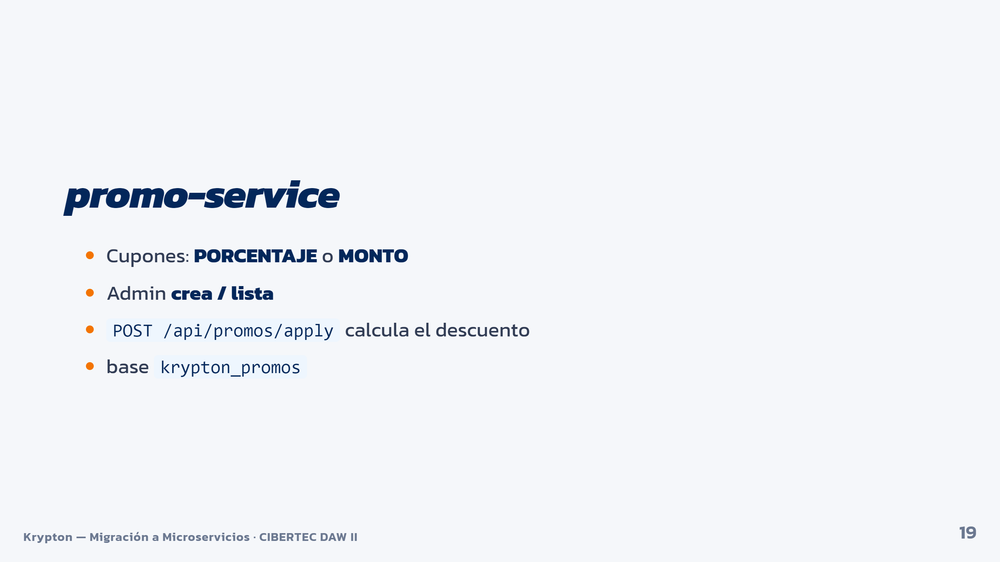 promo-service
Cupones: PORCENTAJE o MONTO
Admin crea / lista
POST /api/promos/apply calcula el descuento
base krypton_promos
Krypton — Migración a Microservicios · CIBERTEC DAW II
19